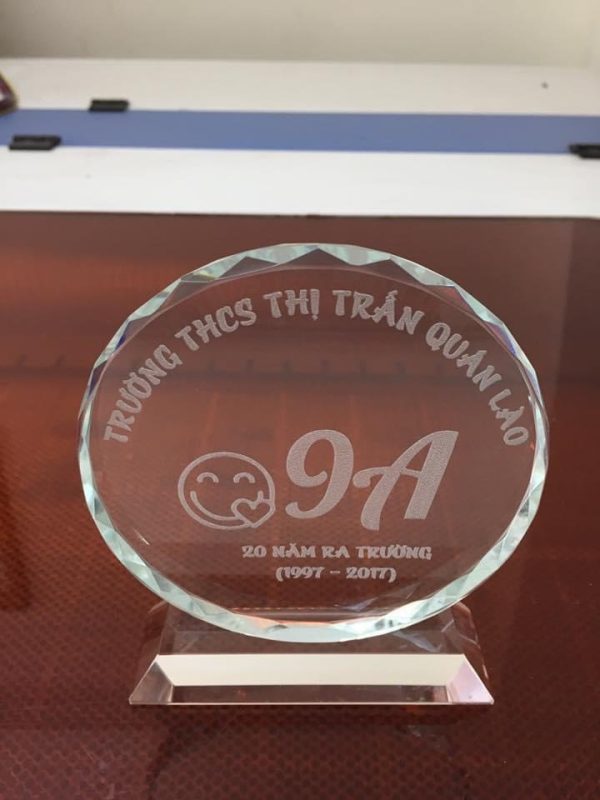 TRƯỜNG THCS THỊ TRẤN QUÁN LÀO
9A
20 NĂM RA TRƯỜNG
(1997 - 2017)